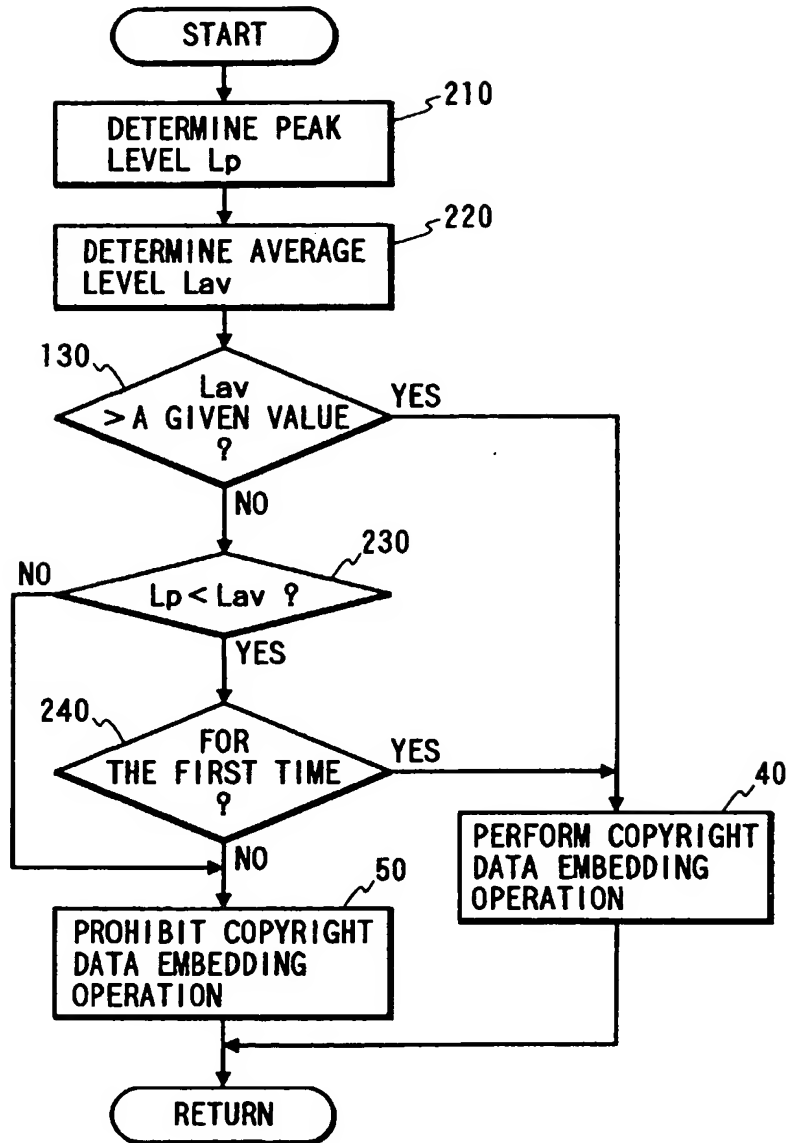 START
210
DETERMINE PEAK
LEVEL Lp
220
DETERMINE AVERAGE
LEVEL Lav
130
Lav
> A GIVEN VALUE
?
YES
NO
230
NO
Lp < Lav ?
YES
240
FOR
THE FIRST TIME
?
YES
40
PERFORM COPYRIGHT
DATA EMBEDDING
OPERATION
NO
50
PROHIBIT COPYRIGHT
DATA EMBEDDING
OPERATION
RETURN